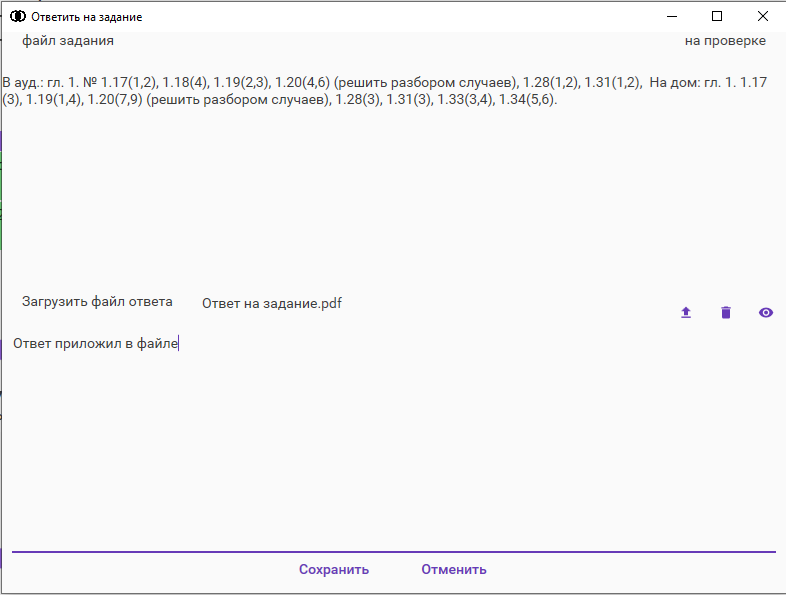 Ответить на задание
файл задания
на проверке
В ауд.: гл. 1. № 1.17(1,2), 1.18(4), 1.19(2,3), 1.20(4,6) (решить разбором случаев), 1.28(1,2), 1.31(1,2),  На дом: гл. 1. 1.17
(3), 1.19(1,4), 1.20(7,9) (решить разбором случаев), 1.28(3), 1.31(3), 1.33(3,4), 1.34(5,6).
Загрузить файл ответа
Ответ на задание.pdf
Ответ приложил в файле
Сохранить
Отменить